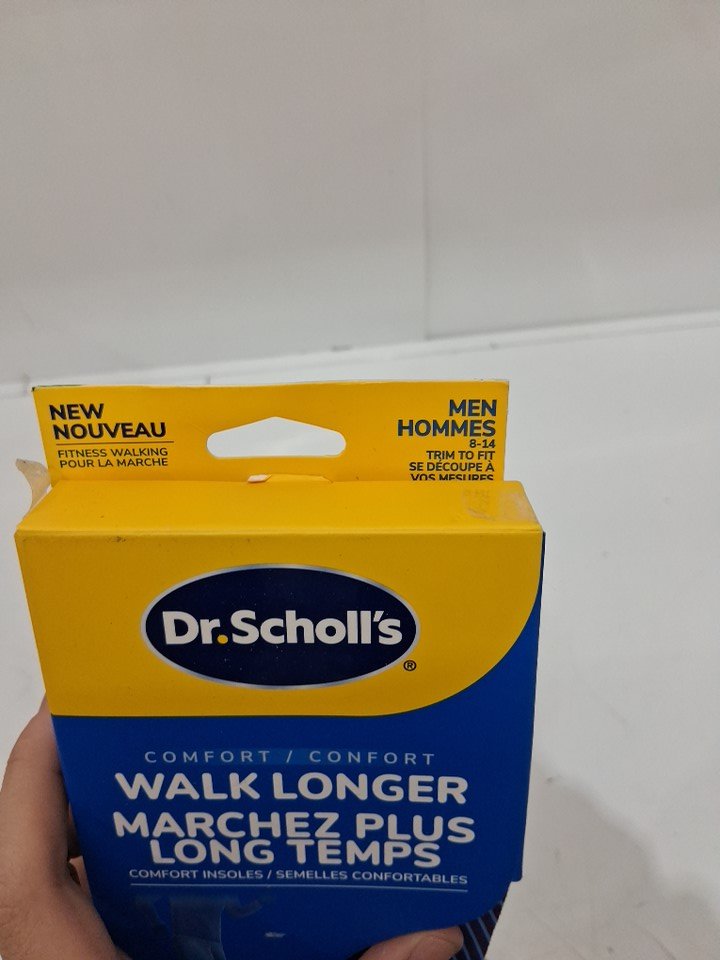 NEW
NOUVEAU
FITNESS WALKING
POUR LA MARCHE
MEN
HOMMES
8-14
TRIM TO FIT
SE DÉCOUPE À
VOS MESURES
Dr.Scholl's
®
COMFORT / CONFORT
WALK LONGER
MARCHEZ PLUS
LONG TEMPS
COMFORT INSOLES / SEMELLES CONFORTABLES